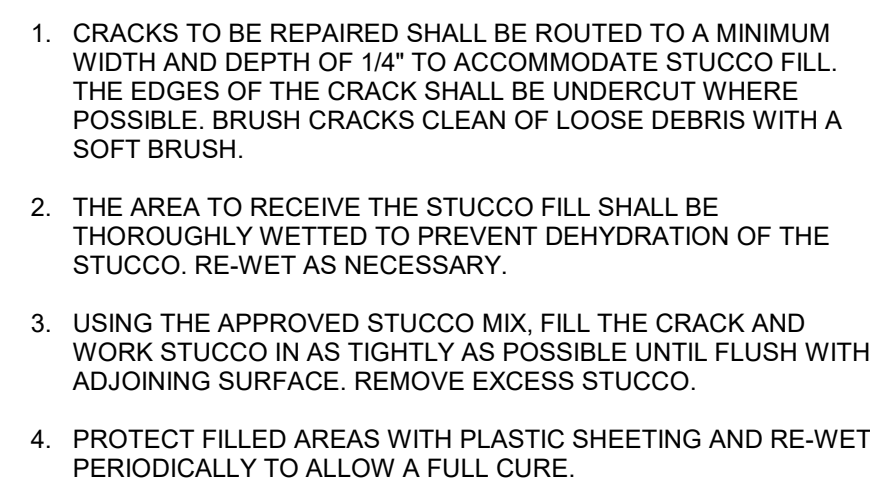 1. CRACKS TO BE REPAIRED SHALL BE ROUTED TO A MINIMUM
WIDTH AND DEPTH OF 1/4" TO ACCOMMODATE STUCCO FILL.
THE EDGES OF THE CRACK SHALL BE UNDERCUT WHERE
POSSIBLE. BRUSH CRACKS CLEAN OF LOOSE DEBRIS WITH A
SOFT BRUSH.
2. THE AREA TO RECEIVE THE STUCCO FILL SHALL BE
THOROUGHLY WETTED TO PREVENT DEHYDRATION OF THE
STUCCO. RE-WET AS NECESSARY.
3. USING THE APPROVED STUCCO MIX, FILL THE CRACK AND
WORK STUCCO IN AS TIGHTLY AS POSSIBLE UNTIL FLUSH WITH
ADJOINING SURFACE. REMOVE EXCESS STUCCO.
4. PROTECT FILLED AREAS WITH PLASTIC SHEETING AND RE-WET
PERIODICALLY TO ALLOW A FULL CURE.